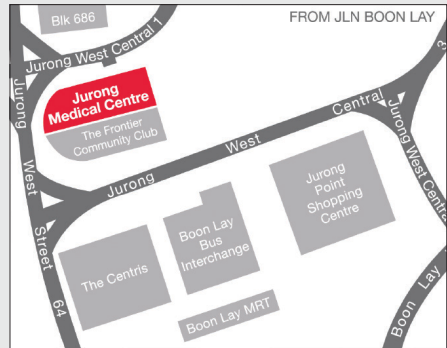 Blk 686
FROM JLN BOON LAY
Jurong West Central 1
Jurong
Medical Centre
The Frontier
Community Club
Jurong West Street 64
Jurong West Central 3
Jurong West Central
Jurong
Point
Shopping
Centre
Boon Lay
Bus
Interchange
The Centris
Boon Lay MRT
Boon Lay